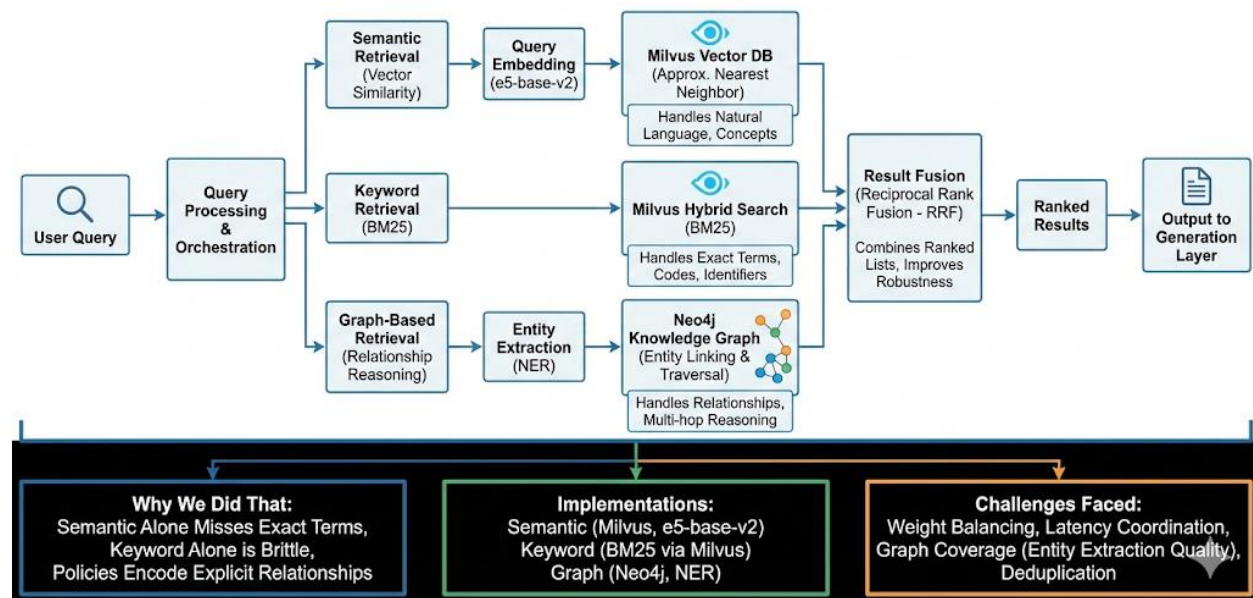 Semantic
Retrieval
(Vector
Similarity)
Query
Embedding
(e5-base-v2)
Milvus Vector DB
(Approx. Nearest
Neighbor)
Handles Natural
Language, Concepts
User Query
Query
Processing
&
Orchestration
Keyword
Retrieval
(BM25)
Milvus Hybrid Search
(BM25)
Handles Exact Terms,
Codes, Identifiers
Graph-Based
Retrieval
(Relationship
Reasoning)
Entity
Extraction
(NER)
Neo4j
Knowledge Graph
(Entity Linking &
Traversal)
Handles Relationships,
Multi-hop Reasoning
Result Fusion
(Reciprocal Rank
Fusion - RRF)
Combines Ranked
Lists, Improves
Robustness
Ranked
Results
Output to
Generation
Layer
Why We Did That:
Semantic Alone Misses Exact Terms,
Keyword Alone is Brittle,
Policies Encode Explicit Relationships
Implementations:
Semantic (Milvus, e5-base-v2)
Keyword (BM25 via Milvus)
Graph (Neo4j, NER)
Challenges Faced:
Weight Balancing, Latency Coordination,
Graph Coverage (Entity Extraction Quality),
Deduplication